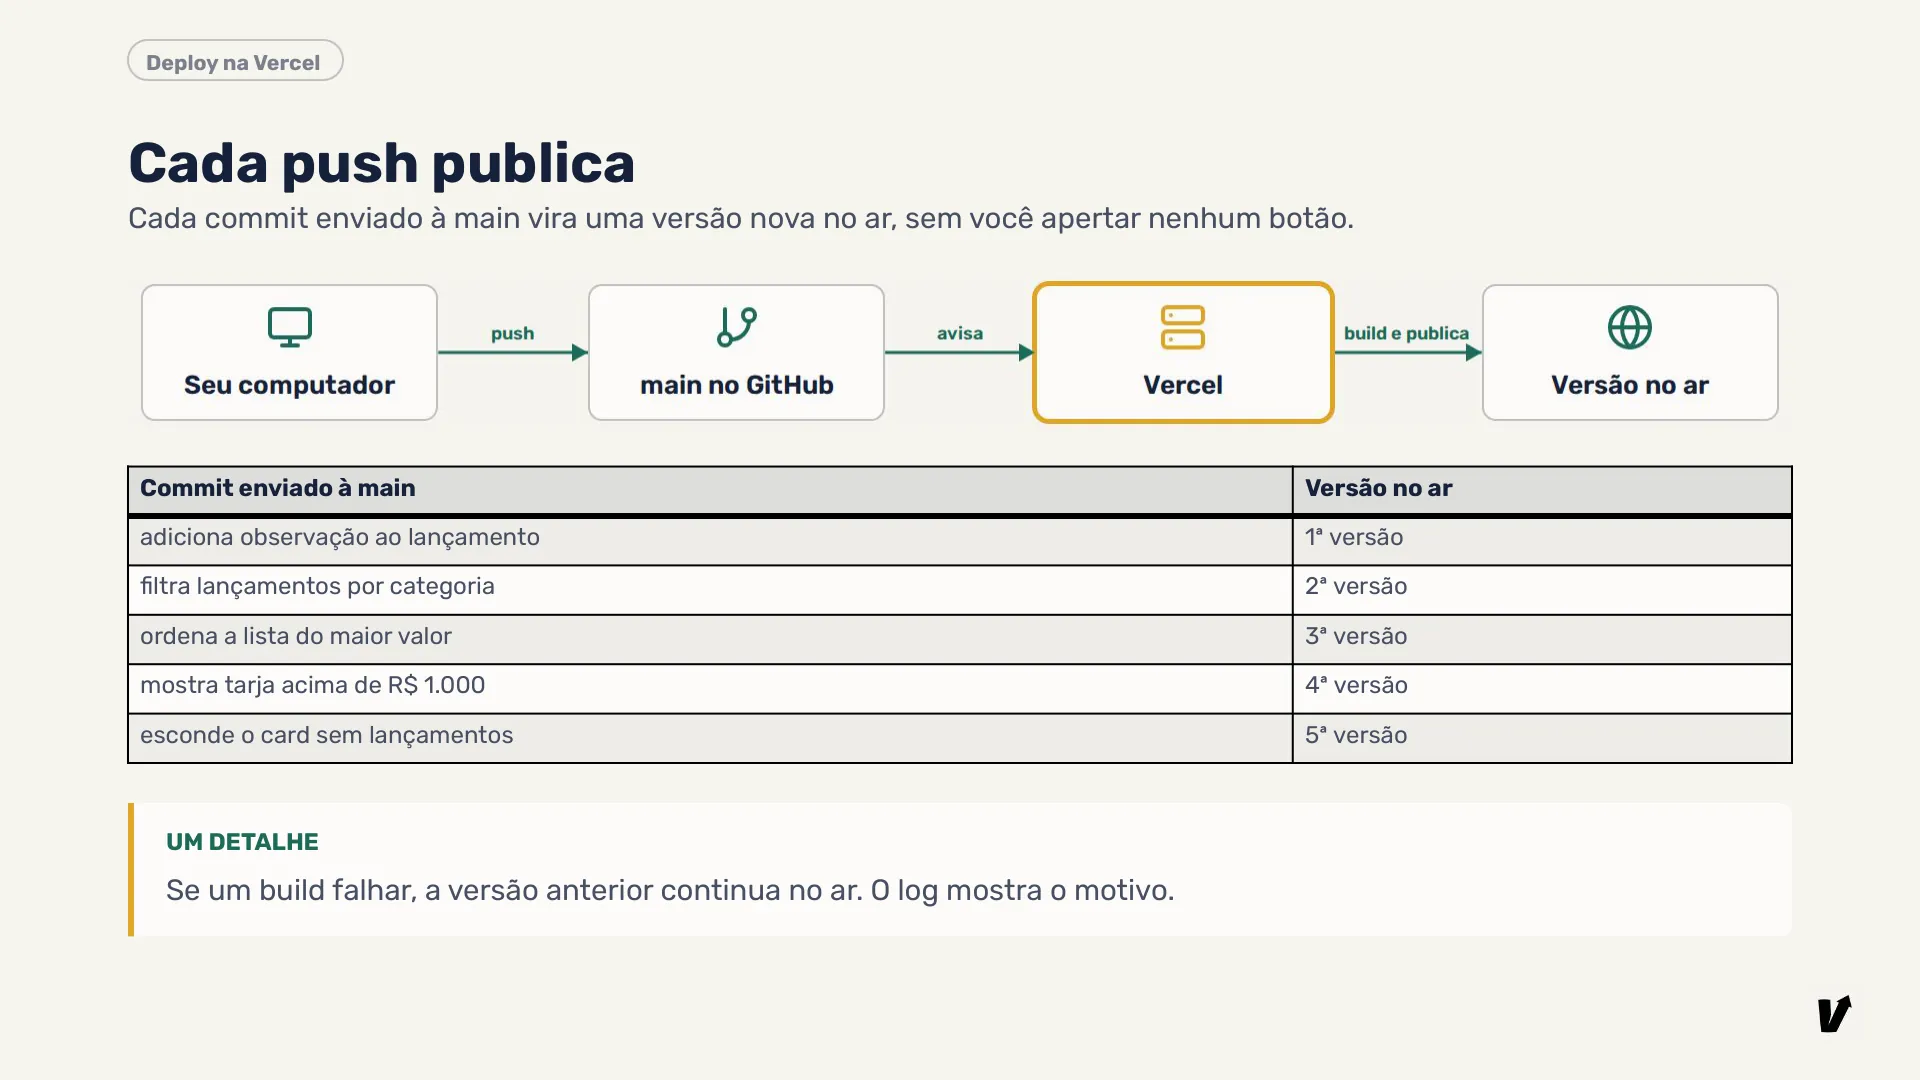 Deploy na Vercel
Cada push publica
Cada commit enviado à main vira uma versão nova no ar, sem você apertar nenhum botão.
push
avisa
build e publica
Seu computador
main no GitHub
Vercel
Versão no ar
Commit enviado à main
Versão no ar
adiciona observação ao lançamento
1ª versão
filtra lançamentos por categoria
2ª versão
ordena a lista do maior valor
3ª versão
mostra tarja acima de R$ 1.000
4ª versão
esconde o card sem lançamentos
5ª versão
UM DETALHE
Se um build falhar, a versão anterior continua no ar. O log mostra o motivo.